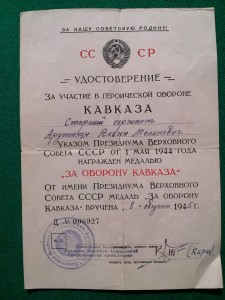 ЗА НАШУ СОВЕТСКУЮ РОДИНУ!
СС СР
УДОСТОВЕРЕНИЕ
ЗА УЧАСТИЕ В ГЕРОИЧЕСКОЙ ОБОРОНЕ
КАВКАЗА
Старший сержант
Арутюнян
УКАЗОМ ПРЕЗИДИУМА ВЕРХОВНОГО
СОВЕТА СССР ОТ 1 МАЯ 1944 ГОДА
НАГРАЖДЕН МЕДАЛЬЮ
"ЗА ОБОРОНУ КАВКАЗА"
ОТ ИМЕНИ ПРЕЗИДИУМА ВЕРХОВНОГО
СОВЕТА СССР МЕДАЛЬ „ЗА ОБОРОНУ
КАВКАЗА" ВРУЧЕНА 8 августа 1945 г.